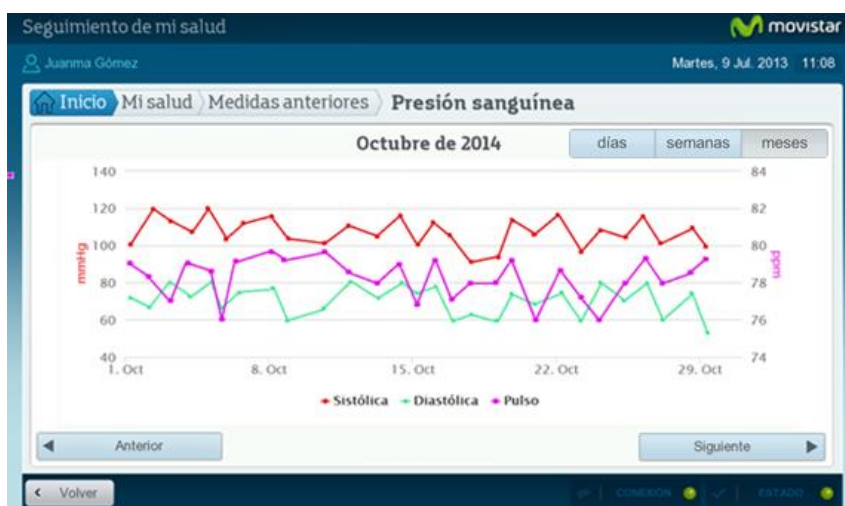 Seguimiento de mi salud
movistar
Juanma Gómez
Martes, 9 Jul. 2013 11:08
Inicio Mi salud Medidas anteriores Presión sanguínea
Octubre de 2014
días semanas meses
140 84
120 82
100 80
80 78
60 76
40 74
mmHg
ppm
1. Oct 8. Oct 15. Oct 22. Oct 29. Oct
Sistólica Diastólica Pulso
Anterior Siguiente
Volver
CONEXIÓN ESTADO